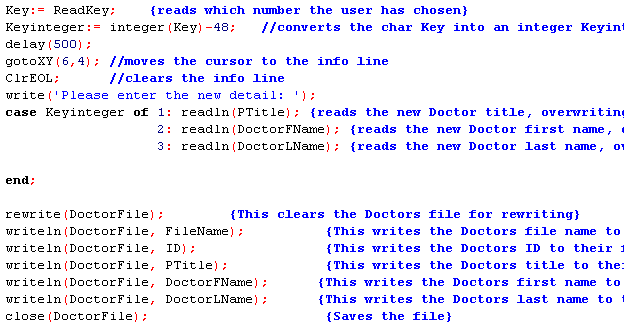 Key:= ReadKey; {reads which number the user has chosen}
Keyinteger:= integer(Key)-48; //converts the char Key into an integer Keyint
delay(500);
gotoXY(6,4); //moves the cursor to the info line
ClrEOL; //clears the info line
write('Please enter the new detail: ');
case Keyinteger of 1: readln(PTitle); {reads the new Doctor title, overwriting
2: readln(DoctorFName); {reads the new Doctor first name,
3: readln(DoctorLName); {reads the new Doctor last name, ov
end;
rewrite(DoctorFile); {This clears the Doctors file for rewriting}
writeln(DoctorFile, FileName); {This writes the Doctors file name to
writeln(DoctorFile, ID); {This writes the Doctors ID to their f
writeln(DoctorFile, PTitle); {This writes the Doctors title to thei
writeln(DoctorFile, DoctorFName); {This writes the Doctors first name to
writeln(DoctorFile, DoctorLName); {This writes the Doctors last name to t
close(DoctorFile); {Saves the file}